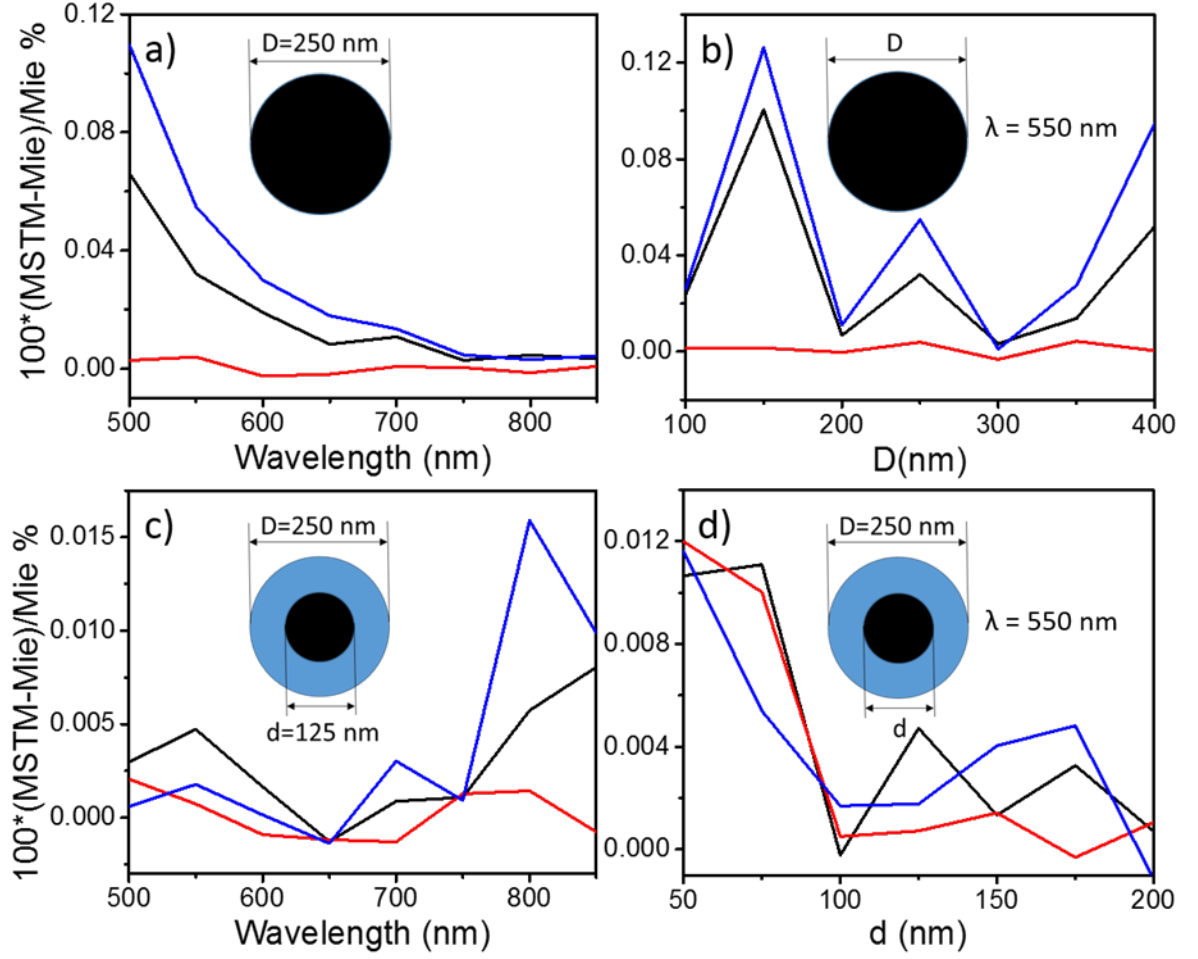 100*(MSTM-Mie)/Mie %
0.12
0.08
0.04
0.00
a)
D=250 nm
500
600
700
800
Wavelength (nm)
0.12
0.08
0.04
0.00
b)
D
λ = 550 nm
100
200
300
400
D(nm)
100*(MSTM-Mie)/Mie %
0.015
0.010
0.005
0.000
c)
D=250 nm
d=125 nm
500
600
700
800
Wavelength (nm)
0.012
0.008
0.004
0.000
d)
D=250 nm
λ = 550 nm
d
50
100
150
200
d (nm)